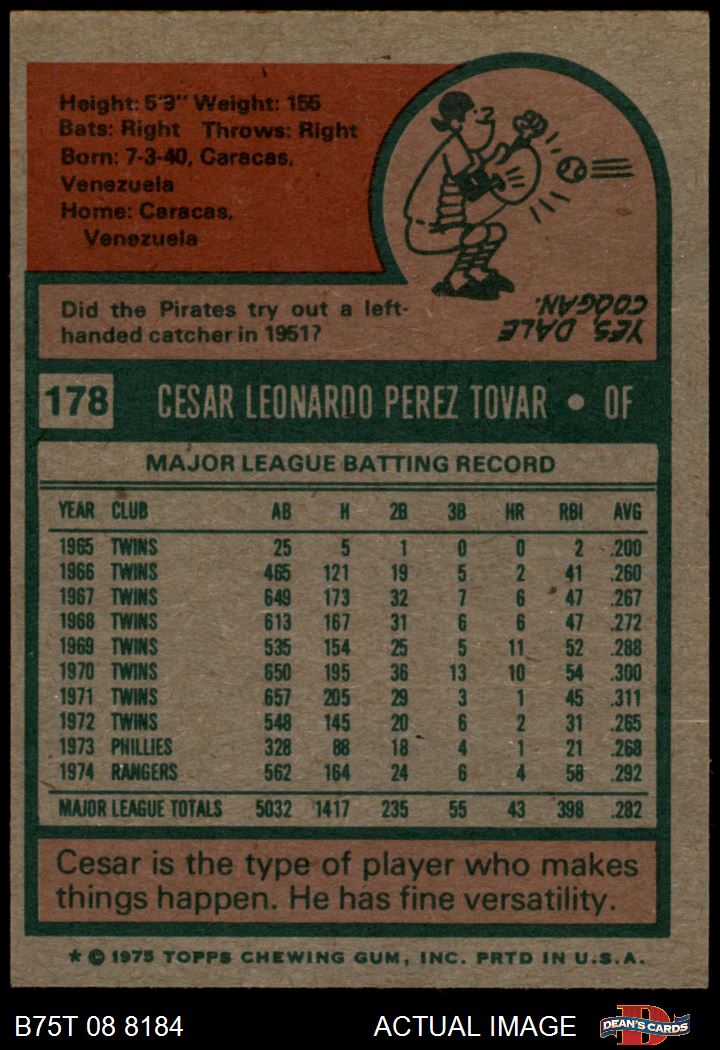 Height: 5'9" Weight: 155
Bats: Right Throws: Right
Born: 7-3-40, Caracas,
Venezuela
Home: Caracas,
Venezuela
Did the Pirates try out a left-
handed catcher in 1951?
YES, DALE
COOGAN.
178 CESAR LEONARDO PEREZ TOVAR • OF
MAJOR LEAGUE BATTING RECORD
YEAR CLUB AB H 2B 3B HR RBI AVG
1965 TWINS 25 5 1 0 0 2 .200
1966 TWINS 465 121 19 5 2 41 .260
1967 TWINS 649 173 32 7 6 47 .267
1968 TWINS 613 167 31 6 6 47 .272
1969 TWINS 535 154 25 5 11 52 .288
1970 TWINS 650 195 36 13 10 54 .300
1971 TWINS 657 205 29 3 1 45 .311
1972 TWINS 548 145 20 6 2 31 .265
1973 PHILLIES 328 88 18 4 1 21 .268
1974 RANGERS 562 164 24 6 4 58 .292
MAJOR LEAGUE TOTALS 5032 1417 235 55 43 398 .282
Cesar is the type of player who makes
things happen. He has fine versatility.
★ © 1975 TOPPS CHEWING GUM, INC. PRTD IN U.S.A.
B75T 08 8184 ACTUAL IMAGE D DEAN'S CARDS